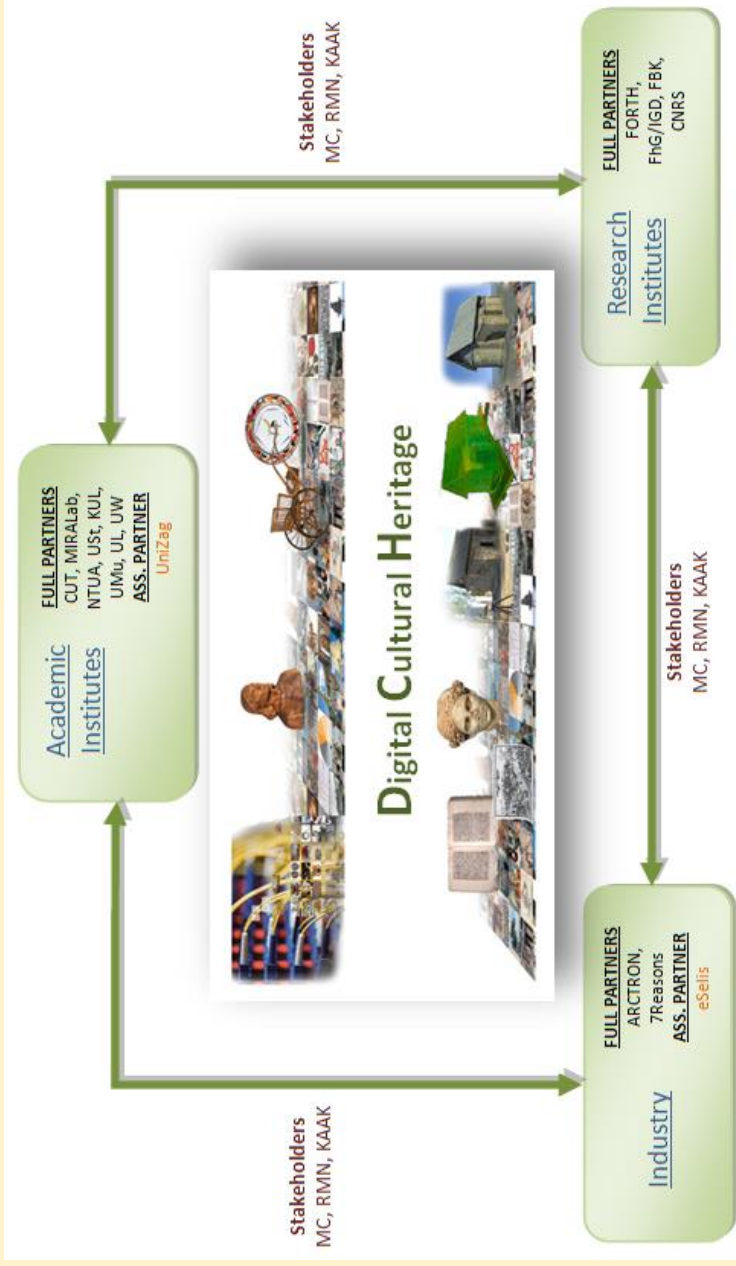 Academic
Institutes
FULL PARTNERS
CUT, MIRALab,
NTUA, USt, KUL,
UMu, UL, UW
ASS. PARTNER
UniZag
Stakeholders
MC, RMN, KAAK
Stakeholders
MC, RMN, KAAK
Digital Cultural Heritage
Industry
FULL PARTNERS
ARCTRON,
7Reasons
ASS. PARTNER
eSelis
Stakeholders
MC, RMN, KAAK
Research
Institutes
FULL PARTNERS
FORTH,
FhG/IGD, FBK,
CNRS